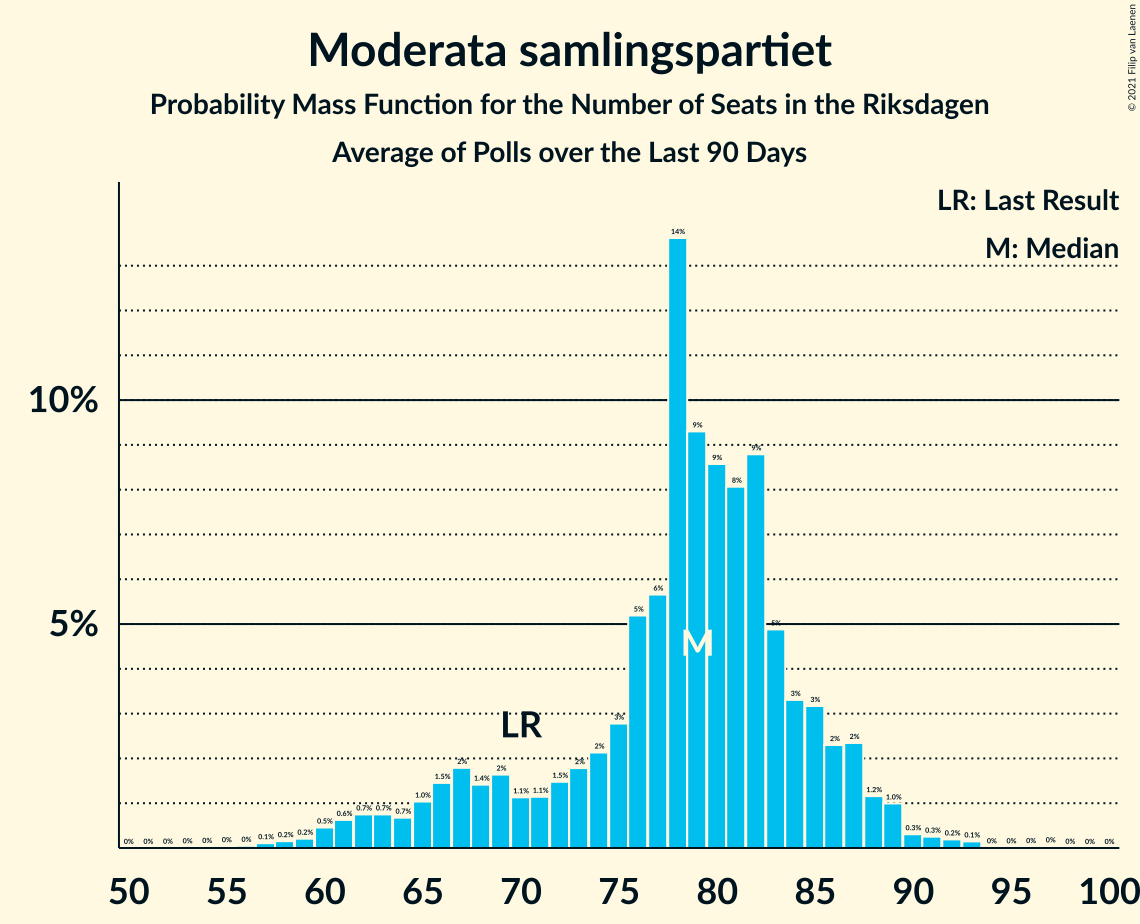 Moderata samlingspartiet
Probability Mass Function for the Number of Seats in the Riksdagen
Average of Polls over the Last 90 Days
© 2021 Filip van Laenen
LR: Last Result
M: Median
10%
5%
0% 0% 0% 0% 0% 0% 0% 0.1% 0.2% 0.2% 0.5% 0.6% 0.7% 0.7% 0.7% 1.0% 1.5% 2% 1.4% 2% 1.1% 1.1% 1.5% 2% 2% 3% 5% 6% 14% 9% 9% 8% 9% 5% 3% 3% 2% 2% 1.2% 1.0% 0.3% 0.3% 0.2% 0.1% 0% 0% 0% 0% 0% 0% 0%
LR
M
50 55 60 65 70 75 80 85 90 95 100